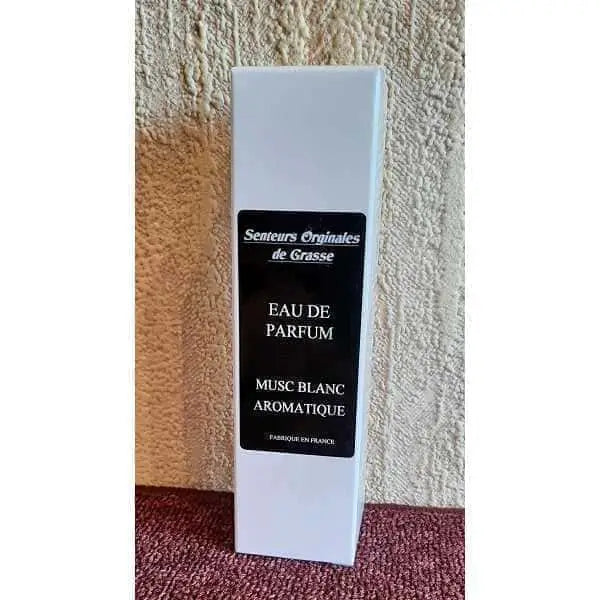 Senteurs Orginales
de Grasse
EAU DE
PARFUM
MUSC BLANC
AROMATIQUE
FABRIQUE EN FRANCE